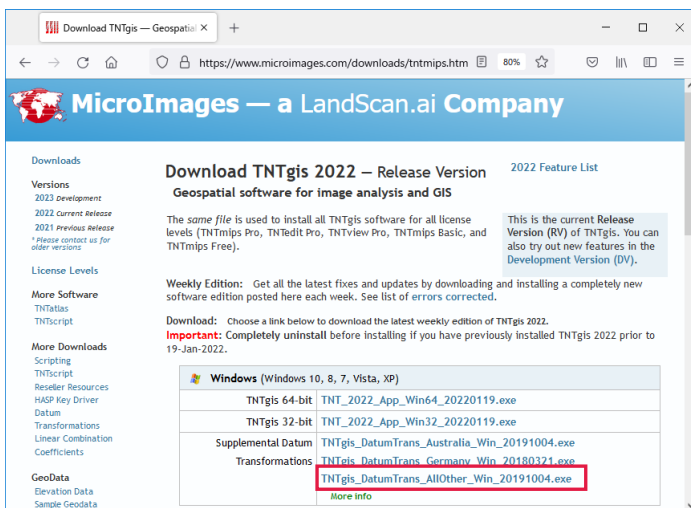 Download TNTgis — Geospatial
https://www.microimages.com/downloads/tntmips.htm
80%
MicroImages — a LandScan.ai Company
Downloads
Versions
2023 Development
2022 Current Release
2021 Previous Release
* Please contact us for
older versions
License Levels
More Software
TNTatlas
TNTscript
More Downloads
Scripting
TNTscript
Reseller Resources
HASP Key Driver
Datum
Transformations
Linear Combination
Coefficients
GeoData
Elevation Data
Sample Geodata
Download TNTgis 2022 — Release Version
2022 Feature List
Geospatial software for image analysis and GIS
The same file is used to install all TNTgis software for all license
levels (TNTmips Pro, TNTedit Pro, TNTview Pro, TNTmips Basic, and
TNTmips Free).
This is the current Release
Version (RV) of TNTgis. You can
also try out new features in the
Development Version (DV).
Weekly Edition: Get all the latest fixes and updates by downloading and installing a completely new
software edition posted here each week. See list of errors corrected.
Download: Choose a link below to download the latest weekly edition of TNTgis 2022.
Important: Completely uninstall before installing if you have previously installed TNTgis 2022 prior to
19-Jan-2022.
Windows (Windows 10, 8, 7, Vista, XP)
TNTgis 64-bit TNT_2022_App_Win64_20220119.exe
TNTgis 32-bit TNT_2022_App_Win32_20220119.exe
Supplemental Datum TNTgis_DatumTrans_Australia_Win_20191004.exe
Transformations TNTgis_DatumTrans_Germany_Win_20180321.exe
TNTgis_DatumTrans_AllOther_Win_20191004.exe
More info